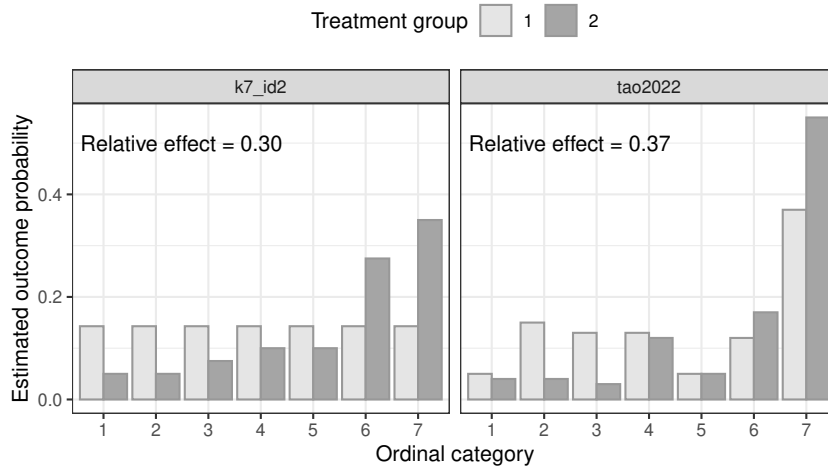 Treatment group 1 2
k7_id2 tao2022
Relative effect = 0.30 Relative effect = 0.37
Estimated outcome probability
0.4
0.2
0.0
1 2 3 4 5 6 7 1 2 3 4 5 6 7
Ordinal category